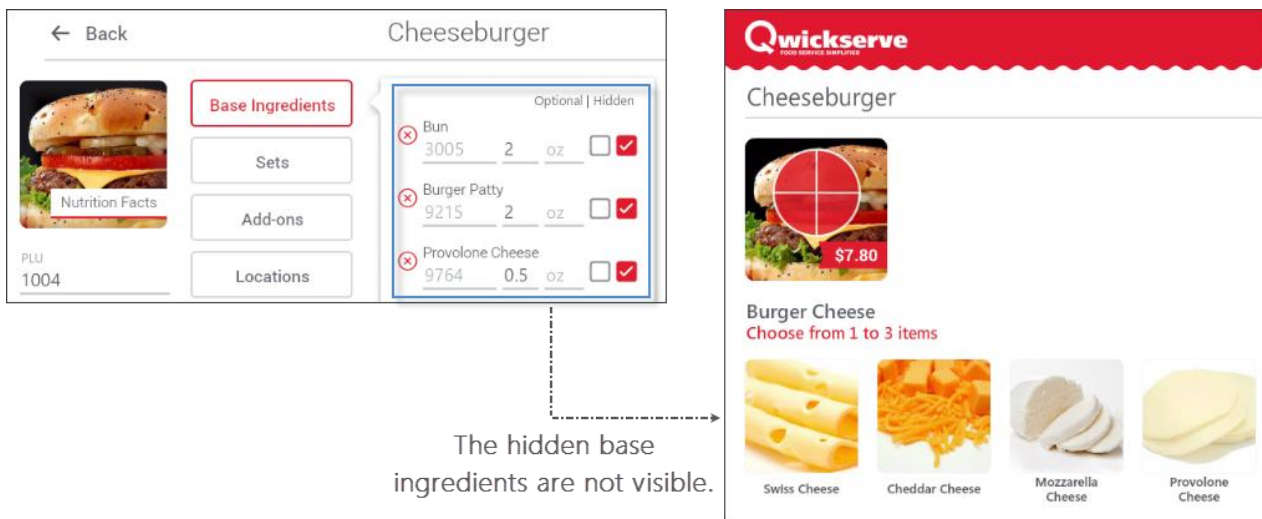 ← Back
Cheeseburger
Nutrition Facts
PLU
1004
Base Ingredients
Sets
Add-ons
Locations
Optional | Hidden
Bun
3005 2 oz
Burger Patty
9215 2 oz
Provolone Cheese
9764 0.5 oz
The hidden base
ingredients are not visible.
Qwickserve
FOOD SERVICE SIMPLIFIED
Cheeseburger
$7.80
Burger Cheese
Choose from 1 to 3 items
Swiss Cheese
Cheddar Cheese
Mozzarella
Cheese
Provolone
Cheese